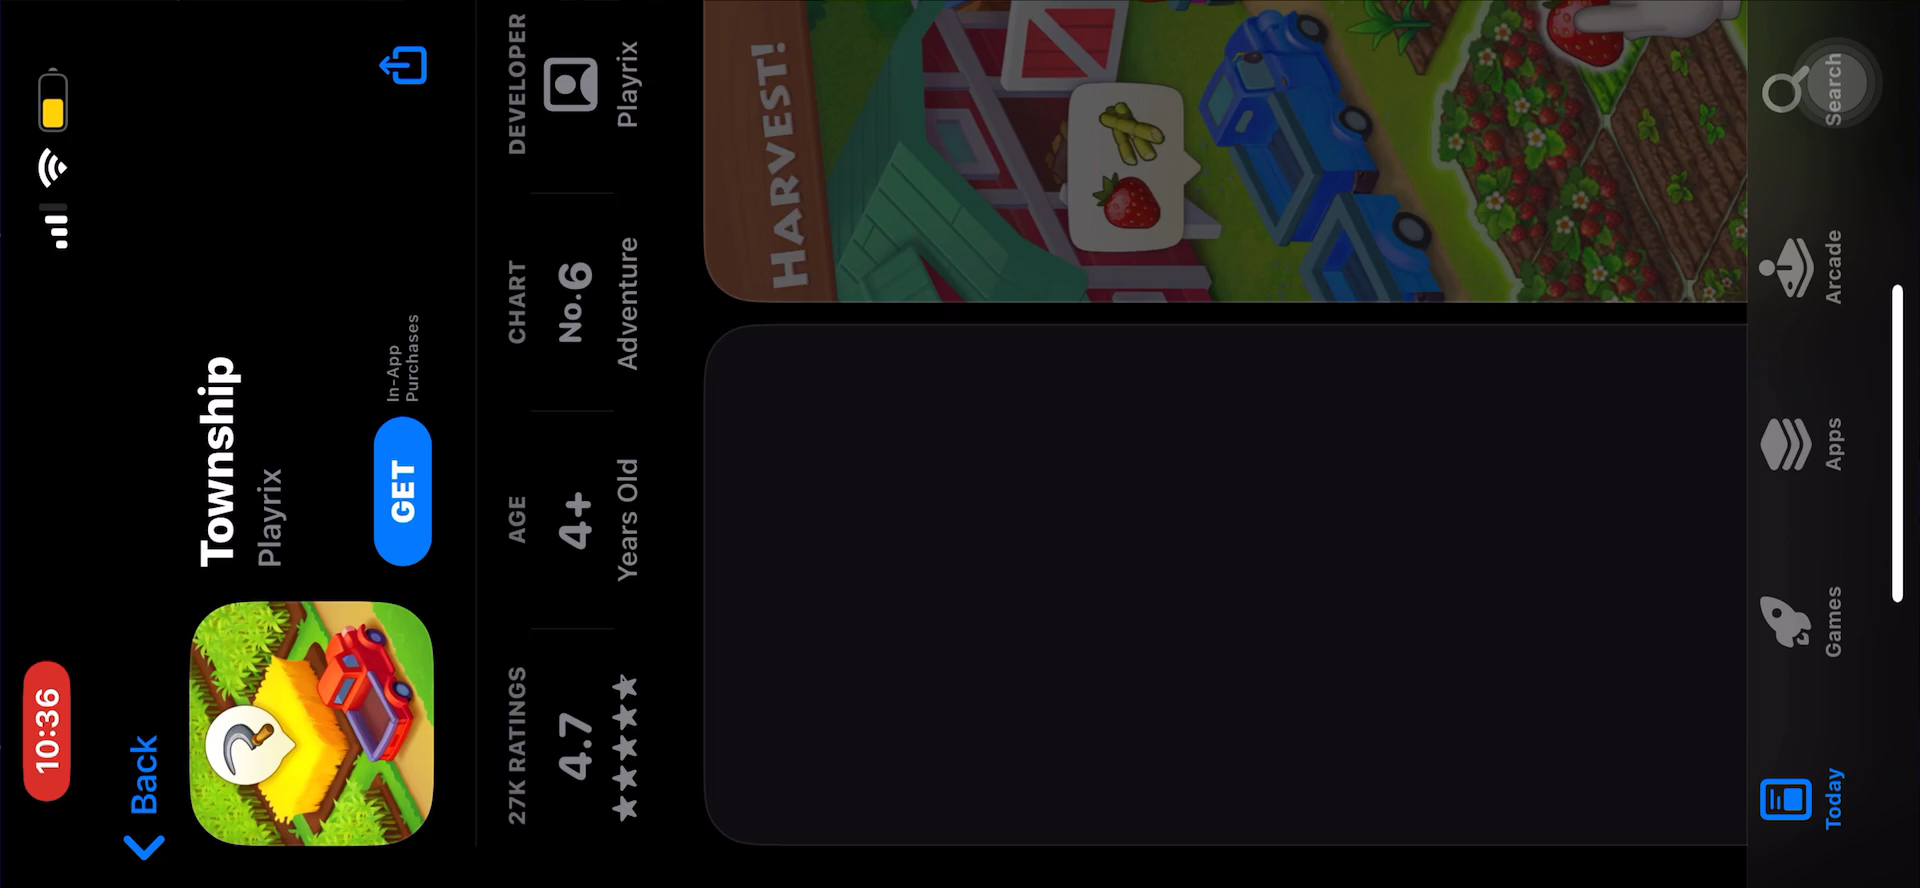 10:36
Back
Township
Playrix
GET
In-App
Purchases
27K RATINGS
4.7
AGE
4+
Years Old
CHART
No.6
Adventure
DEVELOPER
Playrix
HARVEST!
Today
Games
Apps
Arcade
Search